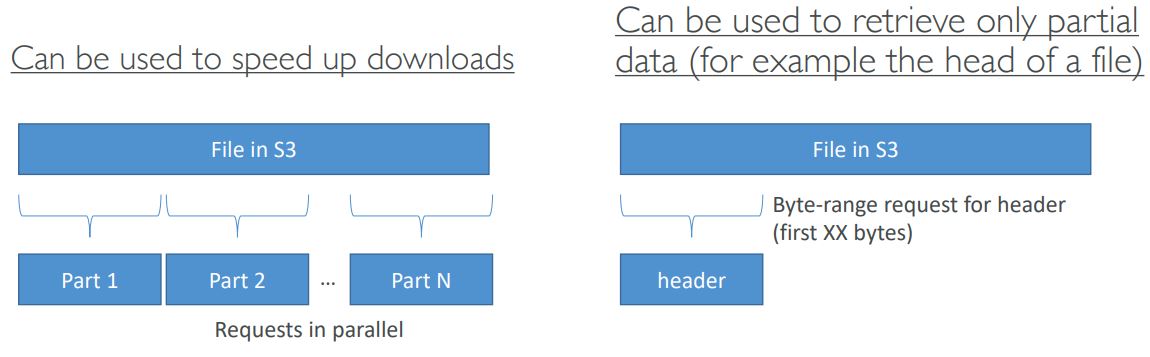 Can be used to speed up downloads
File in S3
Part 1
Part 2
...
Part N
Requests in parallel
Can be used to retrieve only partial
data (for example the head of a file)
File in S3
Byte-range request for header
(first XX bytes)
header